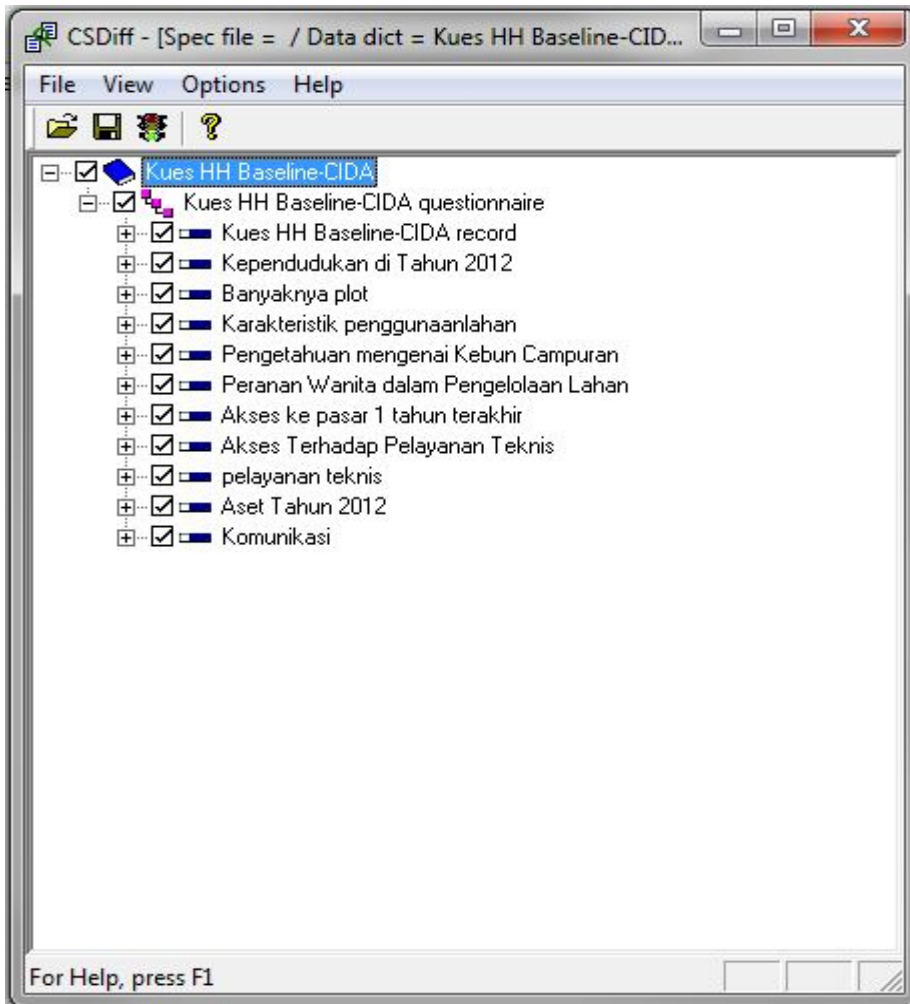 CSDiff - [Spec file = / Data dict = Kues HH Baseline-CID...
File View Options Help
Kues HH Baseline-CIDA
Kues HH Baseline-CIDA questionnaire
Kues HH Baseline-CIDA record
Kependudukan di Tahun 2012
Banyaknya plot
Karakteristik penggunaanlahan
Pengetahuan mengenai Kebun Campuran
Peranan Wanita dalam Pengelolaan Lahan
Akses ke pasar 1 tahun terakhir
Akses Terhadap Pelayanan Teknis
pelayanan teknis
Aset Tahun 2012
Komunikasi
For Help, press F1